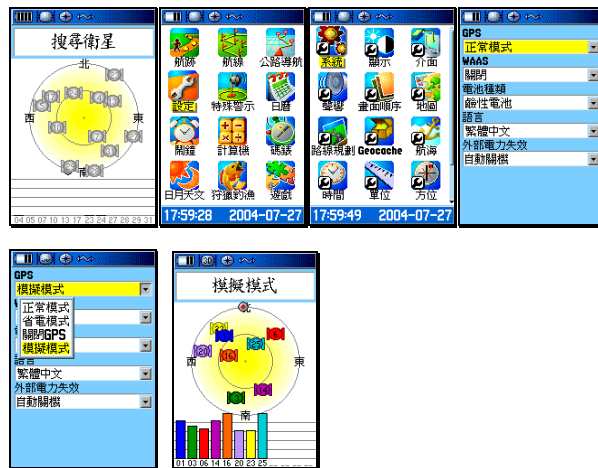 搜尋衛星
北
西 東
南
04 05 07 10 13 17 23 24 27 28 29 31
航跡 航線 公路導航
設定 特殊警示 日曆
鬧鐘 計算機 碼錶
日月天文 狩獵釣漁 遊戲
17:59:28 2004-07-27
系統 顯示 介面
聲響 畫面順序 地圖
路線規劃 Geocache 航海
時間 單位 方位
17:59:49 2004-07-27
GPS
正常模式
WAAS
關閉
電池種類
鹼性電池
語言
繁體中文
外部電力失效
自動關機
GPS
模擬模式
正常模式
省電模式
關閉GPS
模擬模式
語言
繁體中文
外部電力失效
自動關機
模擬模式
北
西 東
南
01 03 06 14 16 20 23 25